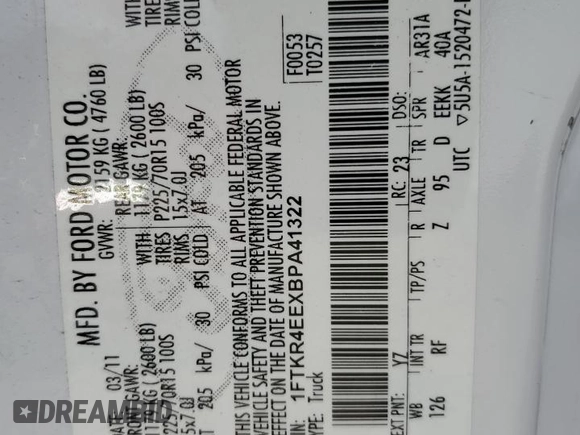 MFD. BY FORD MOTOR CO.
03/11 GVWR: 2159 KG ( 4760 LB)
REAR GAWR:
(2600 LB) 1179 KG ( 2600 LB)
WITH WITH
P225/70R15 100S TIRES P225/70R15 100S TIRES
15x7.0J RIMS 15x7.0J RIMS
AT 205 kPa/ 30 PSI COLD AT 205 kPa/ 30 PSI COLD
THIS VEHICLE CONFORMS TO ALL APPLICABLE FEDERAL MOTOR
VEHICLE SAFETY AND THEFT PREVENTION STANDARDS IN
EFFECT ON THE DATE OF MANUFACTURE SHOWN ABOVE.
VIN: 1FTKR4EEXBPA41322 F0053
TYPE: Truck T0257
EXT PNT: YZ RC: 23 DSO:
WB INT TR TP/PS R AXLE TR SPR AR31A
126 RF Z 95 D EEKK 40A
UTC ▽5U5A-1520472-
DREAMBID